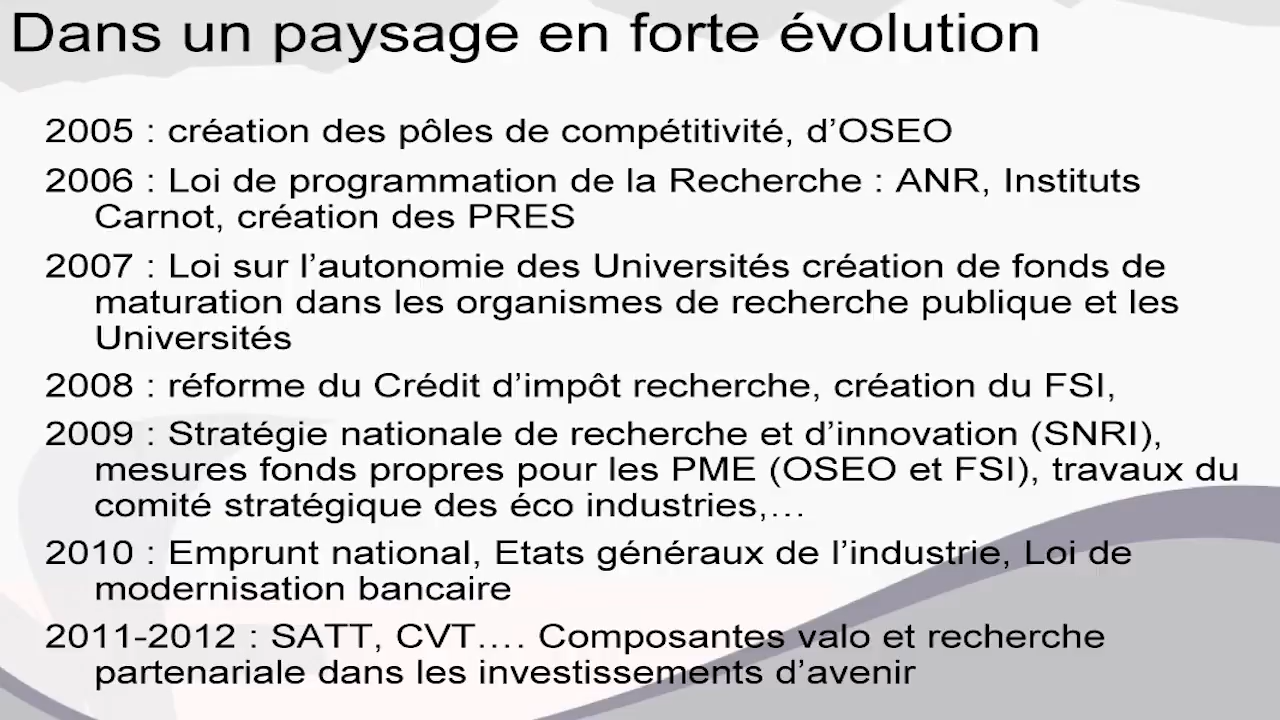 Dans un paysage en forte évolution
2005 : création des pôles de compétitivité, d’OSEO
2006 : Loi de programmation de la Recherche : ANR, Instituts
Carnot, création des PRES
2007 : Loi sur l’autonomie des Universités création de fonds de
maturation dans les organismes de recherche publique et les
Universités
2008 : réforme du Crédit d’impôt recherche, création du FSI,
2009 : Stratégie nationale de recherche et d’innovation (SNRI),
mesures fonds propres pour les PME (OSEO et FSI), travaux du
comité stratégique des éco industries,…
2010 : Emprunt national, Etats généraux de l’industrie, Loi de
modernisation bancaire
2011-2012 : SATT, CVT…. Composantes valo et recherche
partenariale dans les investissements d’avenir